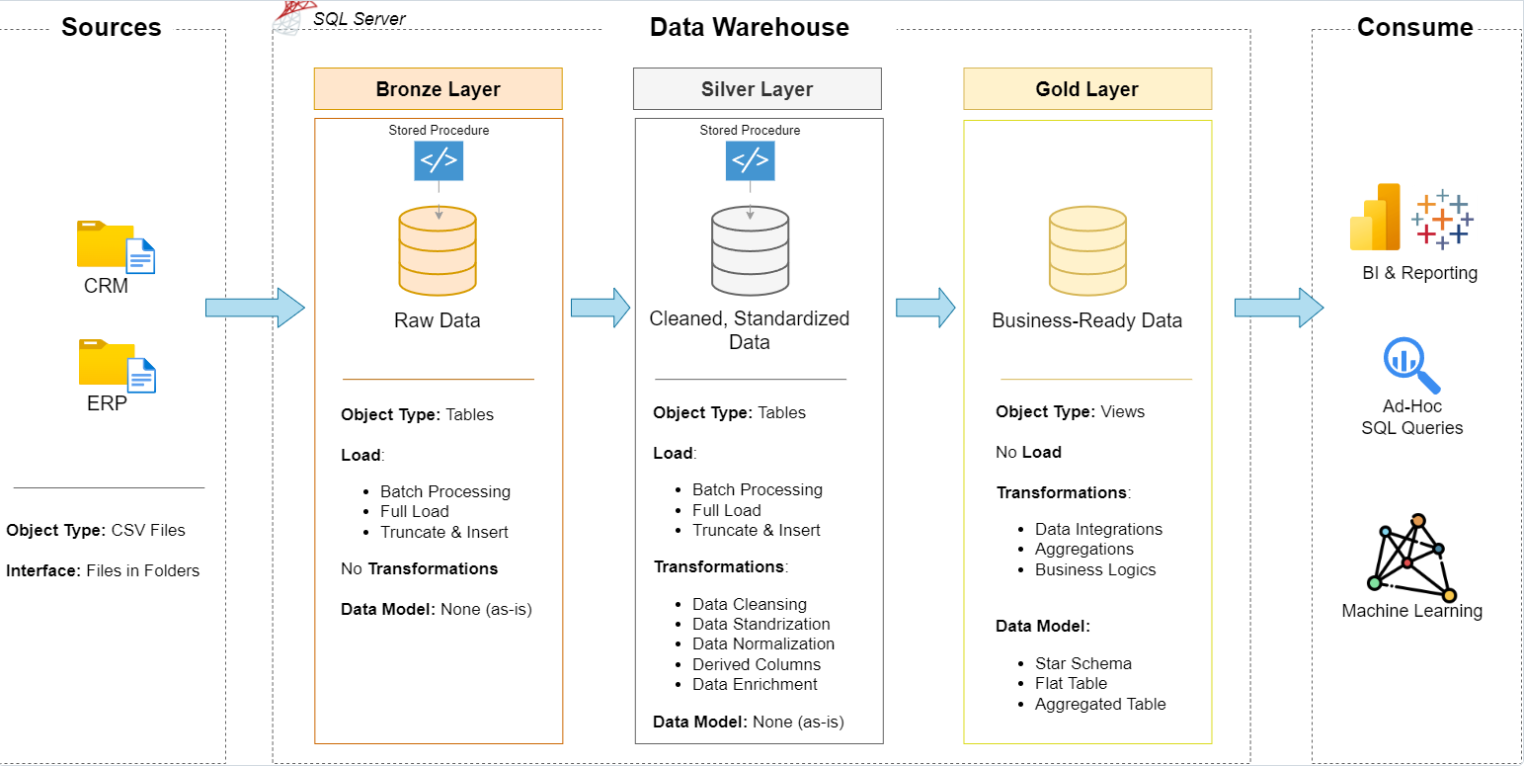 Sources
CRM
ERP
Object Type: CSV Files
Interface: Files in Folders
SQL Server
Data Warehouse
Bronze Layer
Stored Procedure
</>
Raw Data
Object Type: Tables
Load:
• Batch Processing
• Full Load
• Truncate & Insert
No Transformations
Data Model: None (as-is)
Silver Layer
Stored Procedure
</>
Cleaned, Standardized
Data
Object Type: Tables
Load:
• Batch Processing
• Full Load
• Truncate & Insert
Transformations:
• Data Cleansing
• Data Standrization
• Data Normalization
• Derived Columns
• Data Enrichment
Data Model: None (as-is)
Gold Layer
Business-Ready Data
Object Type: Views
No Load
Transformations:
• Data Integrations
• Aggregations
• Business Logics
Data Model:
• Star Schema
• Flat Table
• Aggregated Table
Consume
BI & Reporting
Ad-Hoc
SQL Queries
Machine Learning